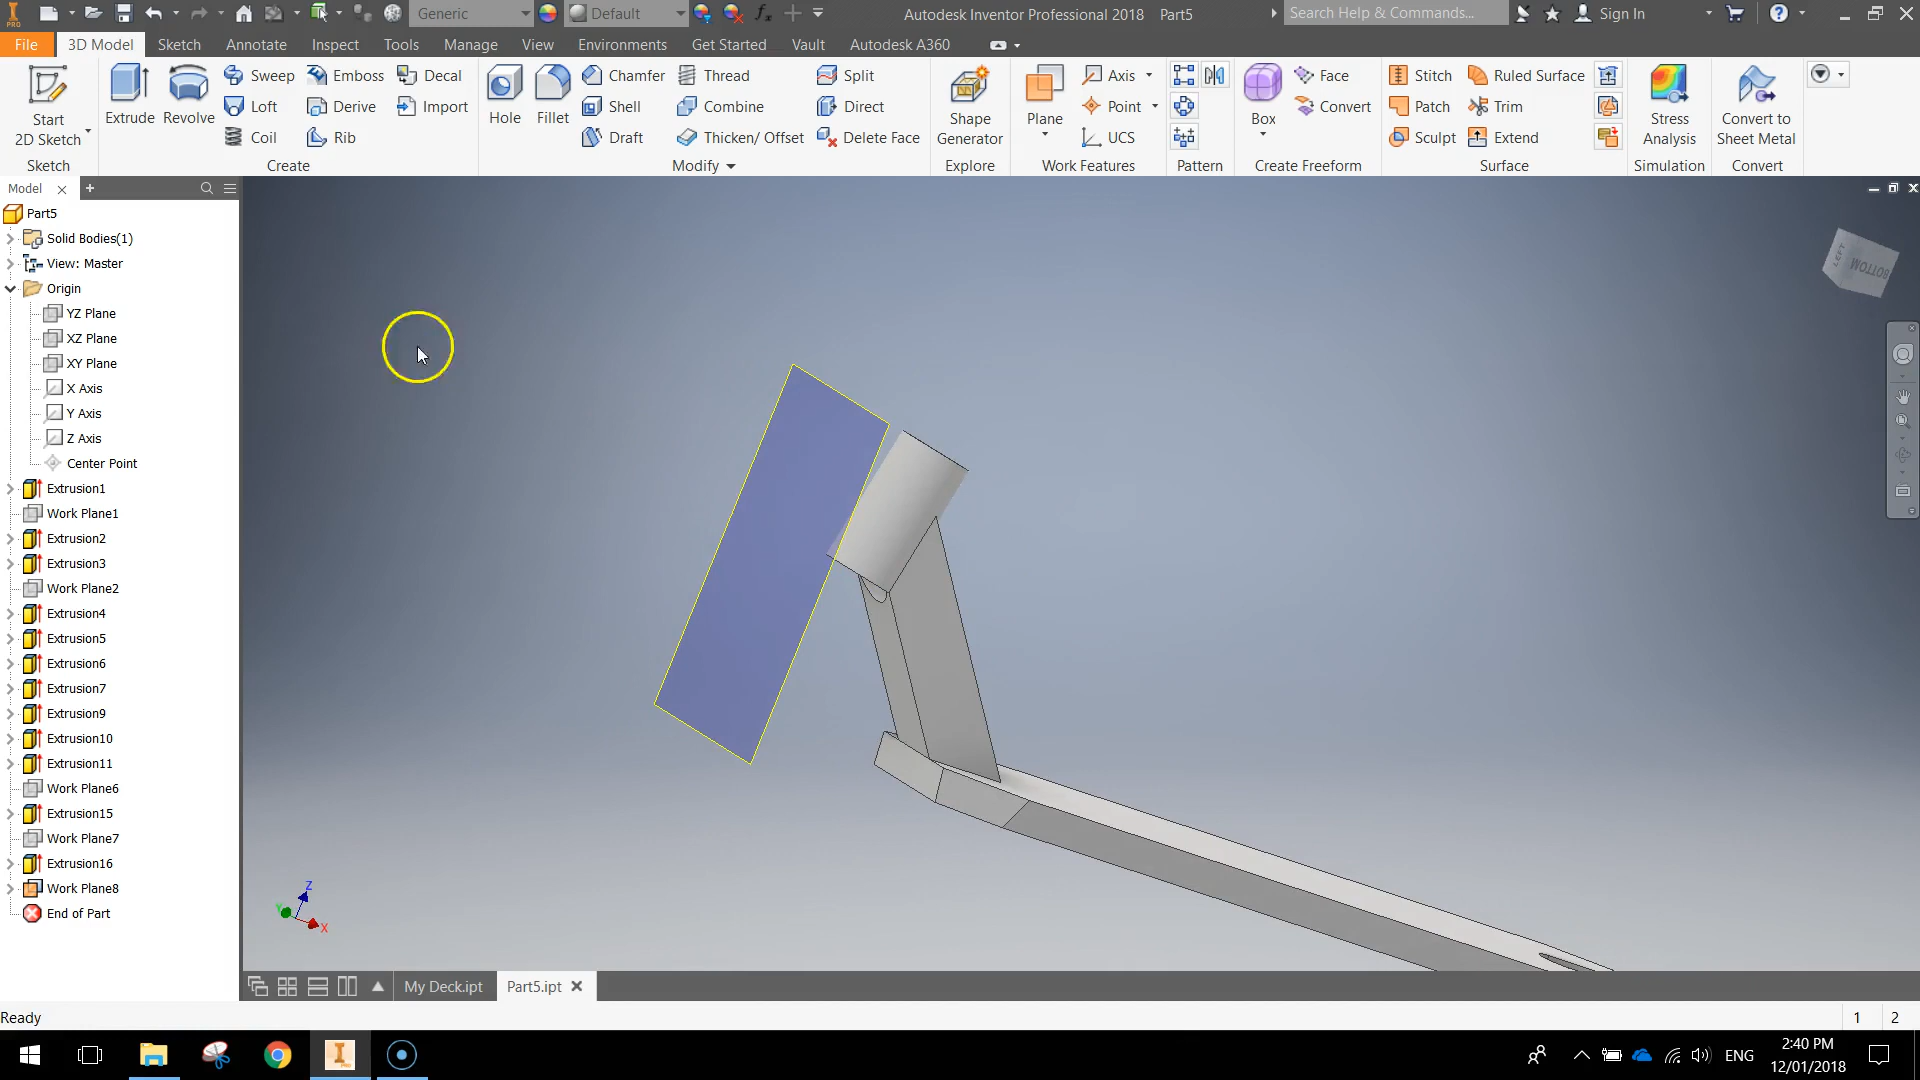 Generic
Default
Autodesk Inventor Professional 2018 Part5
Search Help & Commands...
Sign In
PRO
File
3D Model
Sketch
Annotate
Inspect
Tools
Manage
View
Environments
Get Started
Vault
Autodesk A360
Start
2D Sketch
Sketch
Extrude
Revolve
Sweep
Loft
Coil
Emboss
Derive
Rib
Decal
Import
Create
Hole
Fillet
Chamfer
Shell
Draft
Thread
Combine
Thicken/ Offset
Split
Direct
Delete Face
Modify
Shape
Generator
Explore
Plane
Axis
Point
UCS
Work Features
Pattern
Box
Face
Convert
Create Freeform
Stitch
Patch
Sculpt
Ruled Surface
Trim
Extend
Surface
Stress
Analysis
Simulation
Convert to
Sheet Metal
Convert
Model
Part5
Solid Bodies(1)
View: Master
Origin
YZ Plane
XZ Plane
XY Plane
X Axis
Y Axis
Z Axis
Center Point
Extrusion1
Work Plane1
Extrusion2
Extrusion3
Work Plane2
Extrusion4
Extrusion5
Extrusion6
Extrusion7
Extrusion9
Extrusion10
Extrusion11
Work Plane6
Extrusion15
Work Plane7
Extrusion16
Work Plane8
End of Part
LEFT
BOTTOM
Z
Y
X
My Deck.ipt
Part5.ipt
Ready
1 2
ENG
2:40 PM
12/01/2018